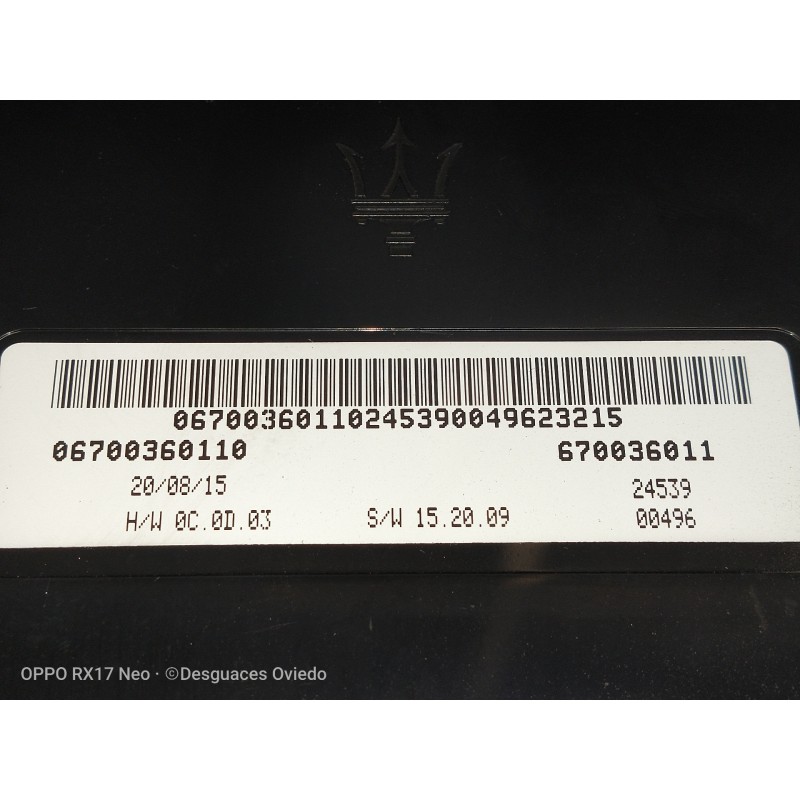 06700360110245390049623215
06700360110 670036011
20/08/15 24539
H/W 0C.0D.03 S/W 15.20.09 00496
OPPO RX17 Neo · ©Desguaces Oviedo